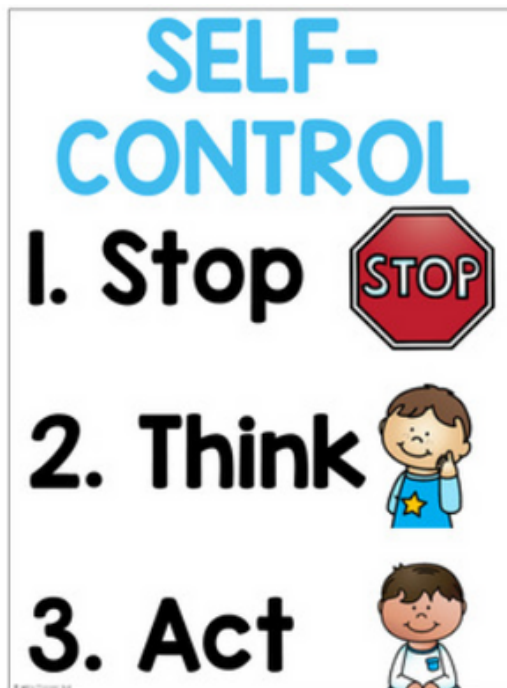 SELF-
CONTROL
1. Stop
STOP
2. Think
3. Act